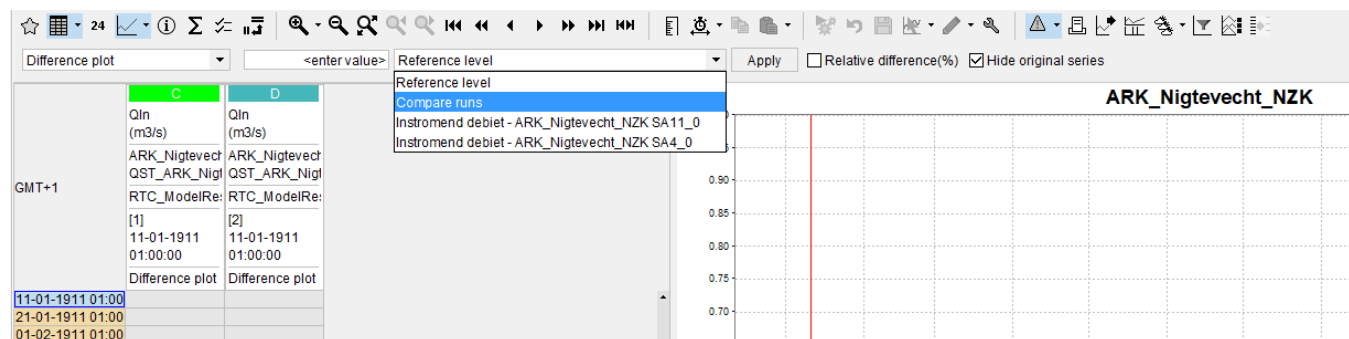 24
Difference plot <enter value> Reference level Apply Relative difference(%) Hide original series
Reference level
Compare runs
Instromend debiet - ARK_Nigtevecht_NZK SA11_0
Instromend debiet - ARK_Nigtevecht_NZK SA4_0
ARK_Nigtevecht_NZK
C D
GMT+1
QIn QIn
(m3/s) (m3/s)
ARK_Nigtevech ARK_Nigtevech
QST_ARK_Nigt QST_ARK_Nigt
RTC_ModelRes RTC_ModelRes
[1] [2]
11-01-1911 11-01-1911
01:00:00 01:00:00
Difference plot Difference plot
11-01-1911 01:00
21-01-1911 01:00
01-02-1911 01:00
0.90
0.85
0.80
0.75
0.70